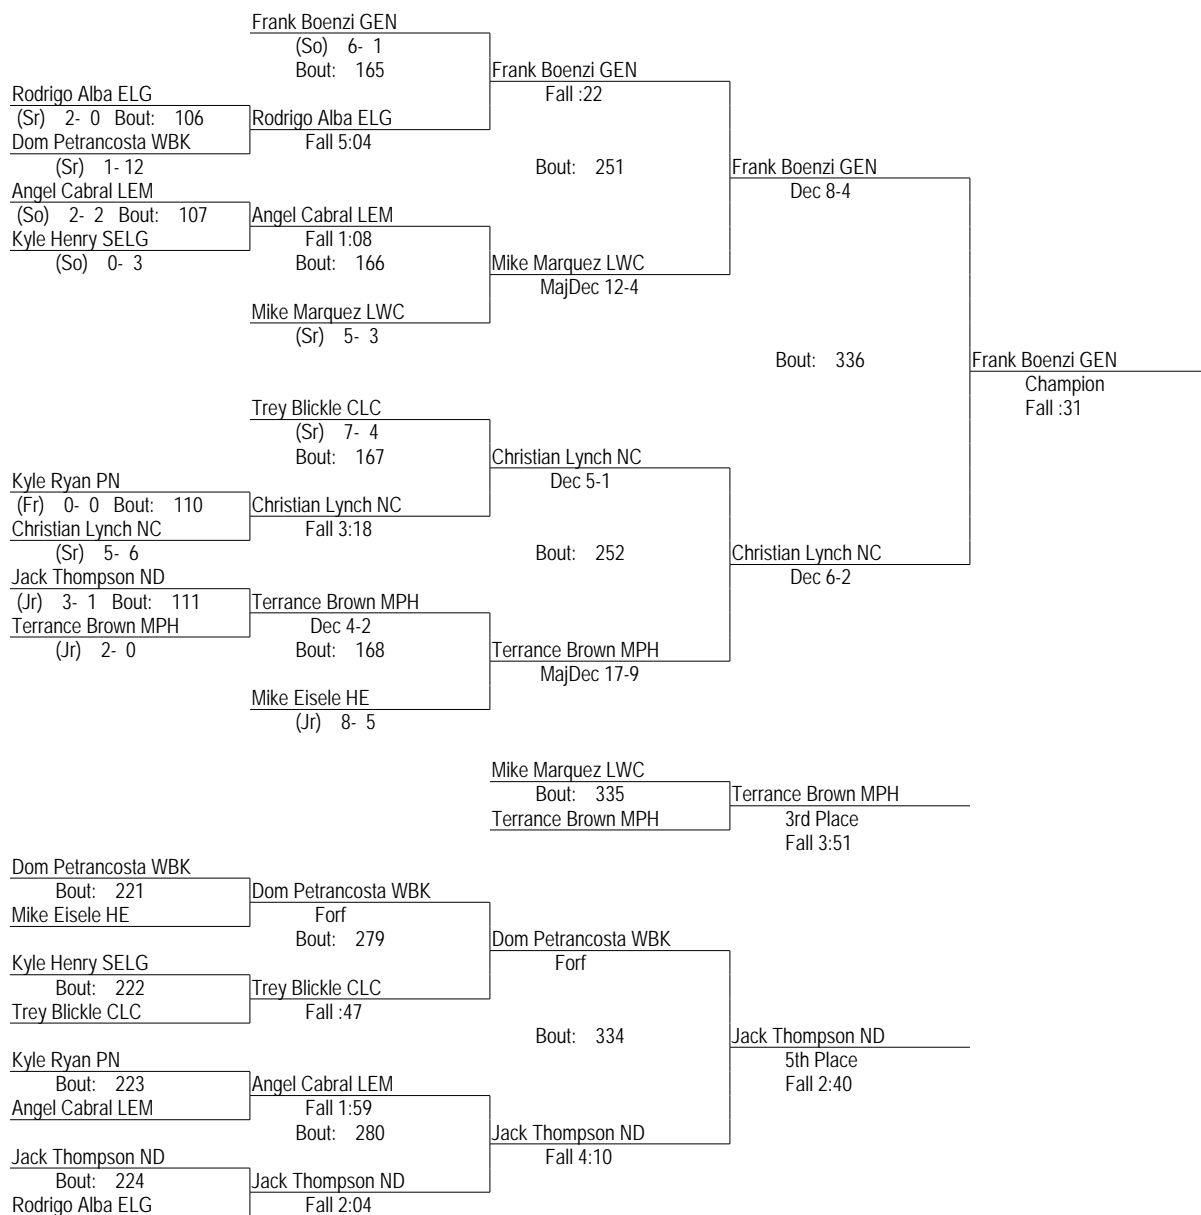 Frank Boenzi GEN
(So) 6- 1
Bout: 165
Frank Boenzi GEN
Rodrigo Alba ELG
Fall :22
(Sr) 2- 0 Bout: 106
Rodrigo Alba ELG
Dom Petrancosta WBK
Fall 5:04
(Sr) 1- 12
Bout: 251
Frank Boenzi GEN
Angel Cabral LEM
Dec 8-4
(So) 2- 2 Bout: 107
Angel Cabral LEM
Kyle Henry SELG
Fall 1:08
(So) 0- 3
Bout: 166
Mike Marquez LWC
MajDec 12-4
Mike Marquez LWC
(Sr) 5- 3
Bout: 336
Frank Boenzi GEN
Champion
Fall :31
Trey Blickle CLC
(Sr) 7- 4
Bout: 167
Christian Lynch NC
Kyle Ryan PN
Dec 5-1
(Fr) 0- 0 Bout: 110
Christian Lynch NC
Christian Lynch NC
Fall 3:18
(Sr) 5- 6
Bout: 252
Christian Lynch NC
Jack Thompson ND
Dec 6-2
(Jr) 3- 1 Bout: 111
Terrance Brown MPH
Terrance Brown MPH
Dec 4-2
(Jr) 2- 0
Bout: 168
Terrance Brown MPH
MajDec 17-9
Mike Eisele HE
(Jr) 8- 5
Mike Marquez LWC
Bout: 335
Terrance Brown MPH
Terrance Brown MPH
3rd Place
Fall 3:51
Dom Petrancosta WBK
Bout: 221
Dom Petrancosta WBK
Mike Eisele HE
Forf
Bout: 279
Dom Petrancosta WBK
Kyle Henry SELG
Forf
Bout: 222
Trey Blickle CLC
Trey Blickle CLC
Fall :47
Bout: 334
Jack Thompson ND
Kyle Ryan PN
5th Place
Bout: 223
Angel Cabral LEM
Fall 2:40
Angel Cabral LEM
Fall 1:59
Bout: 280
Jack Thompson ND
Jack Thompson ND
Fall 4:10
Bout: 224
Jack Thompson ND
Rodrigo Alba ELG
Fall 2:04